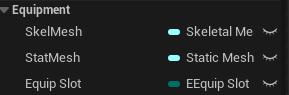 Equipment
SkelMesh Skeletal Me
StatMesh Static Mesh
Equip Slot EEquip Slot